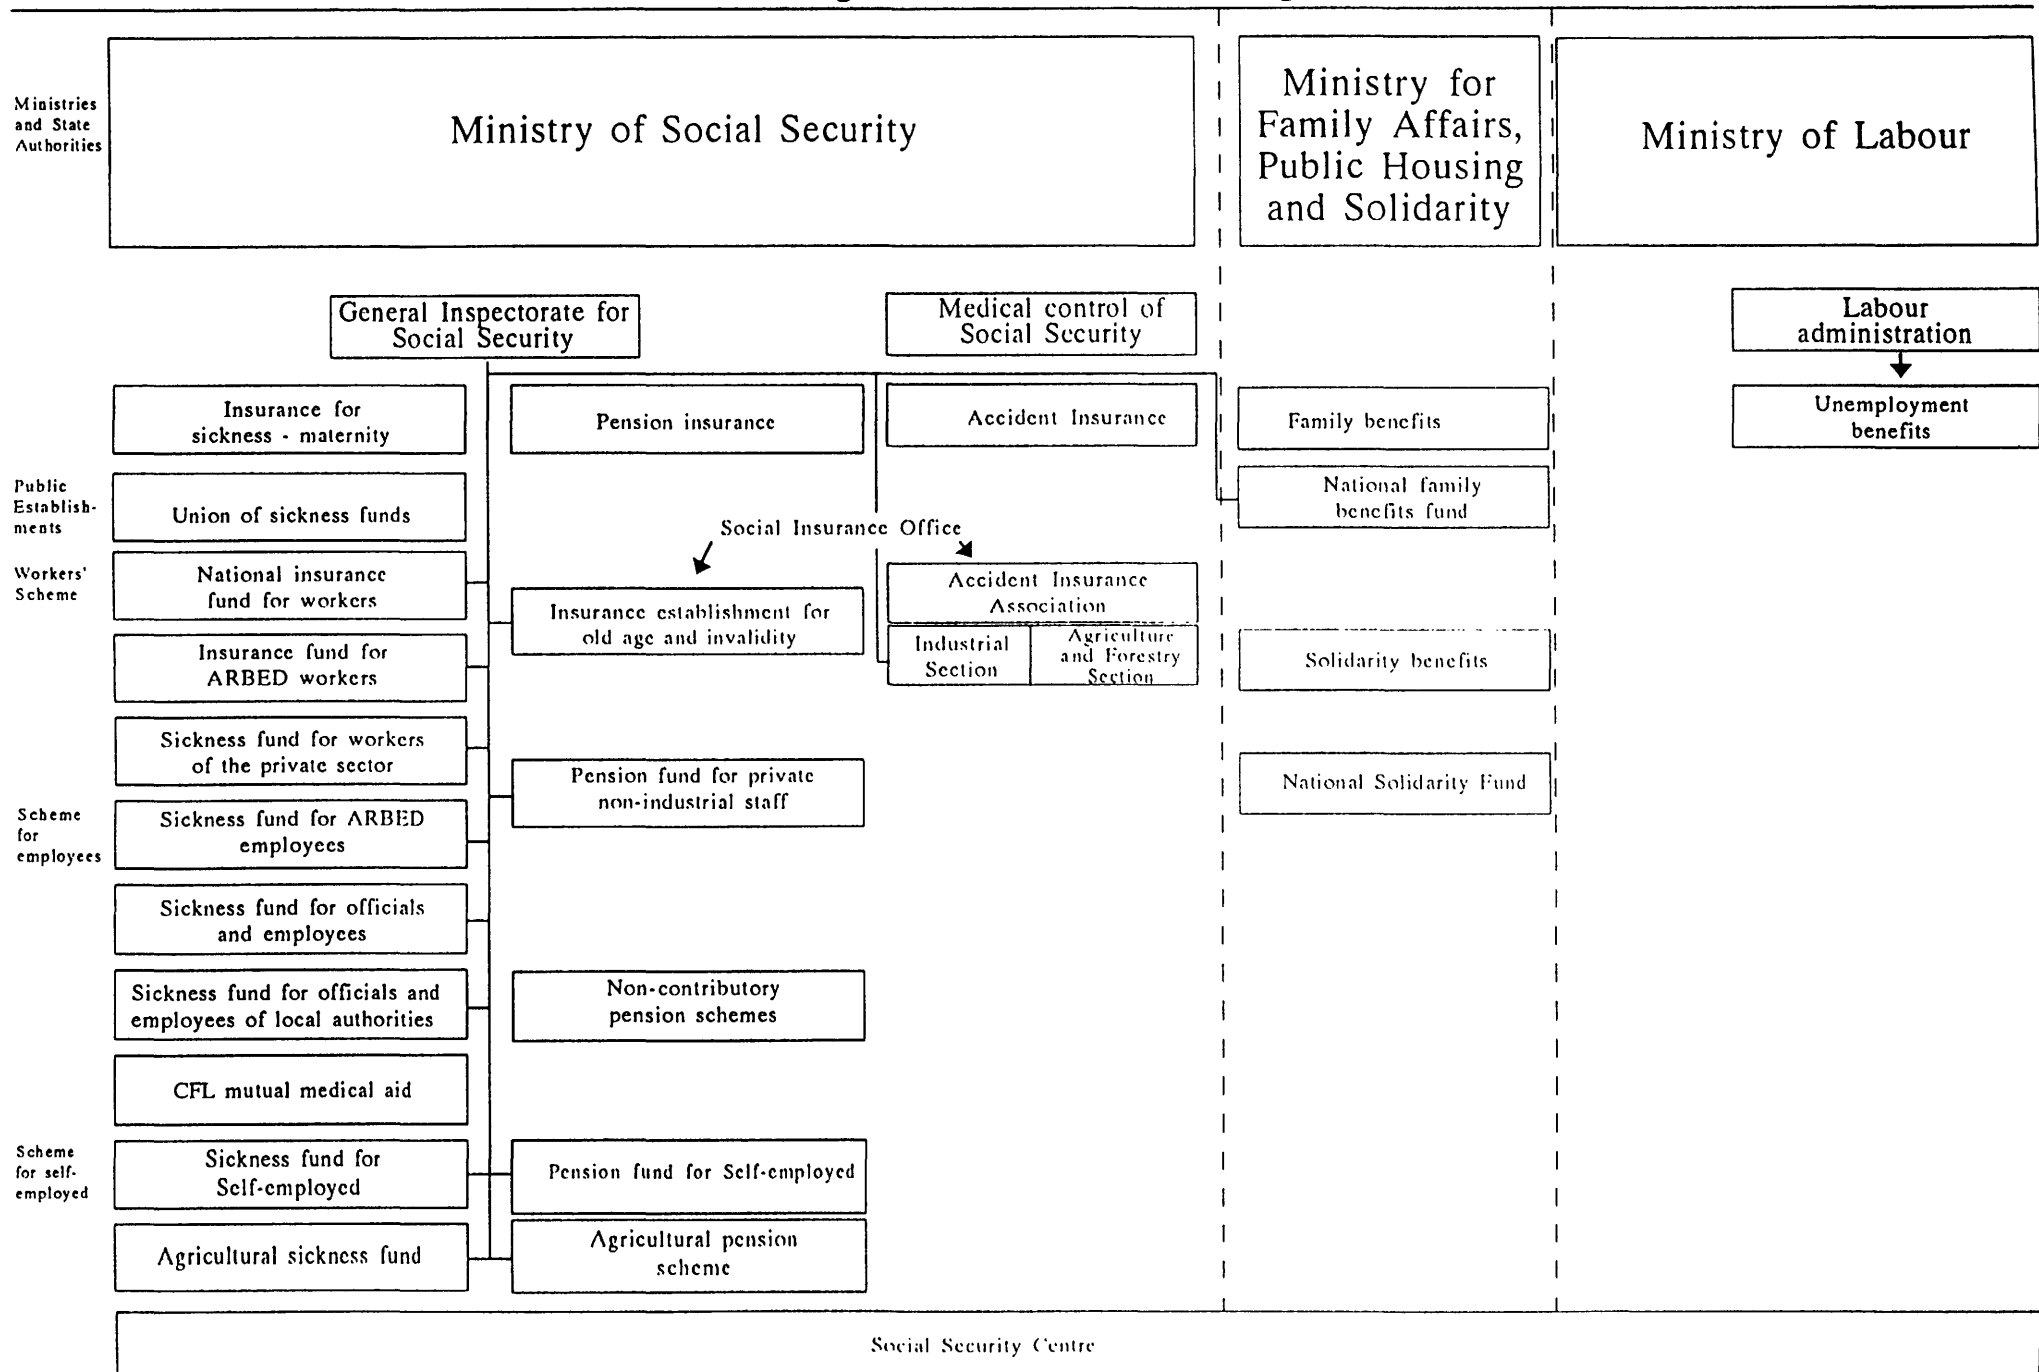 Ministries
and State
Authorities
Ministry of Social Security
Ministry for
Family Affairs,
Public Housing
and Solidarity
Ministry of Labour
General Inspectorate for
Social Security
Medical control of
Social Security
Labour
administration
Insurance for
sickness - maternity
Pension insurance
Accident Insurance
Family benefits
Unemployment
benefits
Public
Establish-
ments
Union of sickness funds
Social Insurance Office
National family
benefits fund
Workers'
Scheme
National insurance
fund for workers
Insurance establishment for
old age and invalidity
Accident Insurance
Association
Industrial
Section
Agriculture
and Forestry
Section
Insurance fund for
ARBED workers
Solidarity benefits
Sickness fund for workers
of the private sector
Pension fund for private
non-industrial staff
National Solidarity Fund
Scheme
for
employees
Sickness fund for ARBED
employees
Sickness fund for officials
and employees
Sickness fund for officials and
employees of local authorities
Non-contributory
pension schemes
CFL mutual medical aid
Scheme
for self-
employed
Sickness fund for
Self-employed
Pension fund for Self-employed
Agricultural sickness fund
Agricultural pension
scheme
Social Security Centre